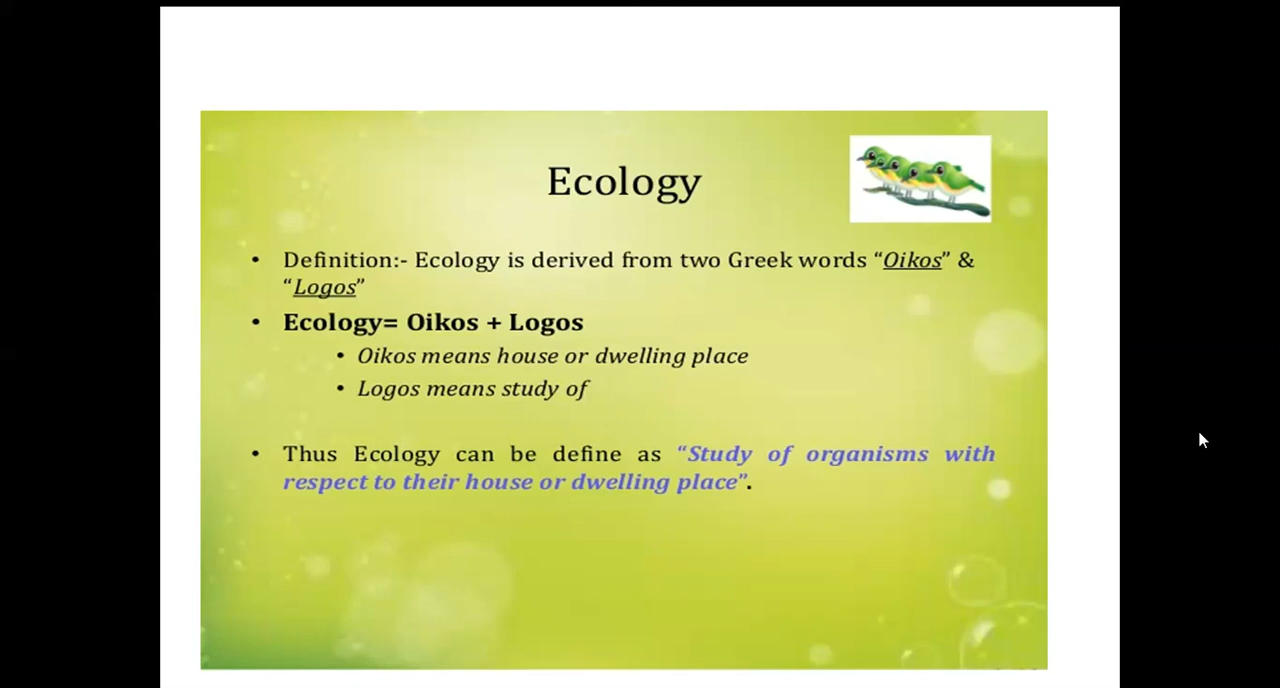 Ecology
• Definition:- Ecology is derived from two Greek words “Oikos” &
“Logos”
• Ecology= Oikos + Logos
• Oikos means house or dwelling place
• Logos means study of
• Thus Ecology can be define as “Study of organisms with
respect to their house or dwelling place”.